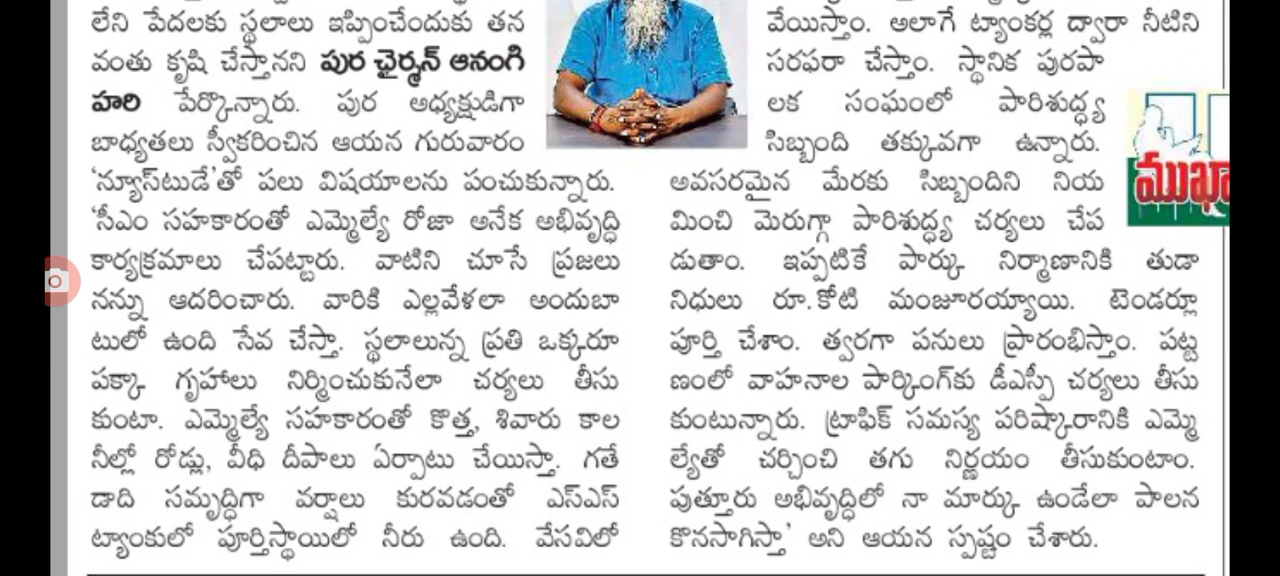 లేని పేదలకు స్థలాలు ఇప్పించేందుకు తన
వంతు కృషి చేస్తానని పుర ఛైర్మన్ ఆనంగి
హరి పేర్కొన్నారు. పుర అధ్యక్షుడిగా
బాధ్యతలు స్వీకరించిన ఆయన గురువారం
‘న్యూస్‌టుడే’తో పలు విషయాలను పంచుకున్నారు.
‘సీఎం సహకారంతో ఎమ్మెల్యే రోజా అనేక అభివృద్ధి
కార్యక్రమాలు చేపట్టారు. వాటిని చూసే ప్రజలు
నన్ను ఆదరించారు. వారికి ఎల్లవేళలా అందుబా
టులో ఉండి సేవ చేస్తా. స్థలాలున్న ప్రతి ఒక్కరూ
పక్కా గృహాలు నిర్మించుకునేలా చర్యలు తీసు
కుంటా. ఎమ్మెల్యే సహకారంతో కొత్త, శివారు కాల
నీల్లో రోడ్లు, వీధి దీపాలు ఏర్పాటు చేయిస్తా. గతే
డాది సమృద్ధిగా వర్షాలు కురవడంతో ఎస్ఎస్
ట్యాంకులో పూర్తిస్థాయిలో నీరు ఉంది. వేసవిలో
వేయిస్తాం. అలాగే ట్యాంకర్ల ద్వారా నీటిని
సరఫరా చేస్తాం. స్థానిక పురపా
లక సంఘంలో పారిశుద్ధ్య
సిబ్బంది తక్కువగా ఉన్నారు.
అవసరమైన మేరకు సిబ్బందిని నియ
మించి మెరుగ్గా పారిశుద్ధ్య చర్యలు చేప
డుతాం. ఇప్పటికే పార్కు నిర్మాణానికి తుడా
నిధులు రూ.కోటి మంజూరయ్యాయి. టెండర్లూ
పూర్తి చేశాం. త్వరగా పనులు ప్రారంభిస్తాం. పట్ట
ణంలో వాహనాల పార్కింగ్‌కు డీఎస్పీ చర్యలు తీసు
కుంటున్నారు. ట్రాఫిక్ సమస్య పరిష్కారానికి ఎమ్మె
ల్యేతో చర్చించి తగు నిర్ణయం తీసుకుంటాం.
పుత్తూరు అభివృద్ధిలో నా మార్కు ఉండేలా పాలన
కొనసాగిస్తా’ అని ఆయన స్పష్టం చేశారు.